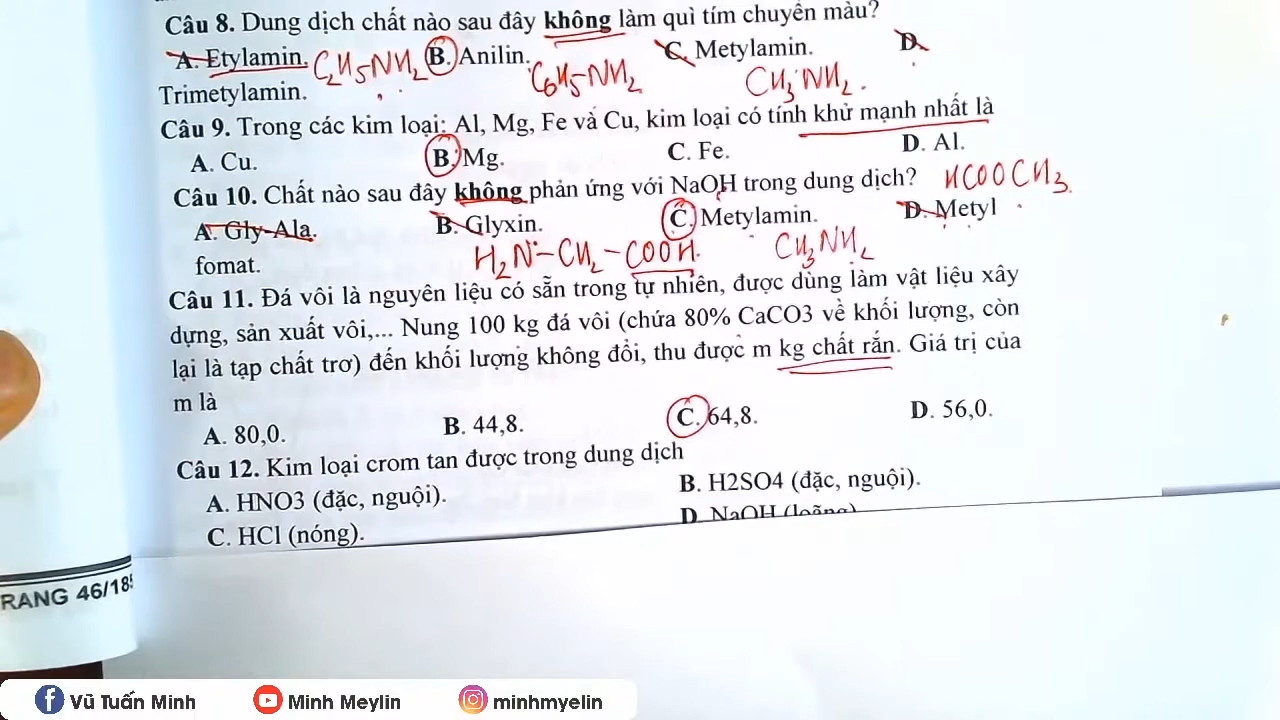 Câu 8. Dung dịch chất nào sau đây không làm quì tím chuyển màu?
A. Etylamin. C2H5NH2 B. Anilin. C6H5-NH2 C. Metylamin. CH3NH2. D.
Trimetylamin.
Câu 9. Trong các kim loại: Al, Mg, Fe và Cu, kim loại có tính khử mạnh nhất là
A. Cu. B. Mg. C. Fe. D. Al.
Câu 10. Chất nào sau đây không phản ứng với NaOH trong dung dịch? HCOOCH3.
A. Gly-Ala. B. Glyxin. C. Metylamin. D. Metyl
fomat. H2N-CH2-COOH. CH3NH2
Câu 11. Đá vôi là nguyên liệu có sẵn trong tự nhiên, được dùng làm vật liệu xây
dựng, sản xuất vôi,... Nung 100 kg đá vôi (chứa 80% CaCO3 về khối lượng, còn
lại là tạp chất trơ) đến khối lượng không đổi, thu được m kg chất rắn. Giá trị của
m là
A. 80,0. B. 44,8. C. 64,8. D. 56,0.
Câu 12. Kim loại crom tan được trong dung dịch
A. HNO3 (đặc, nguội). B. H2SO4 (đặc, nguội).
C. HCl (nóng). D. NaOH (loãng)
RANG 46/185
Vũ Tuấn Minh Minh Meylin minhmyelin